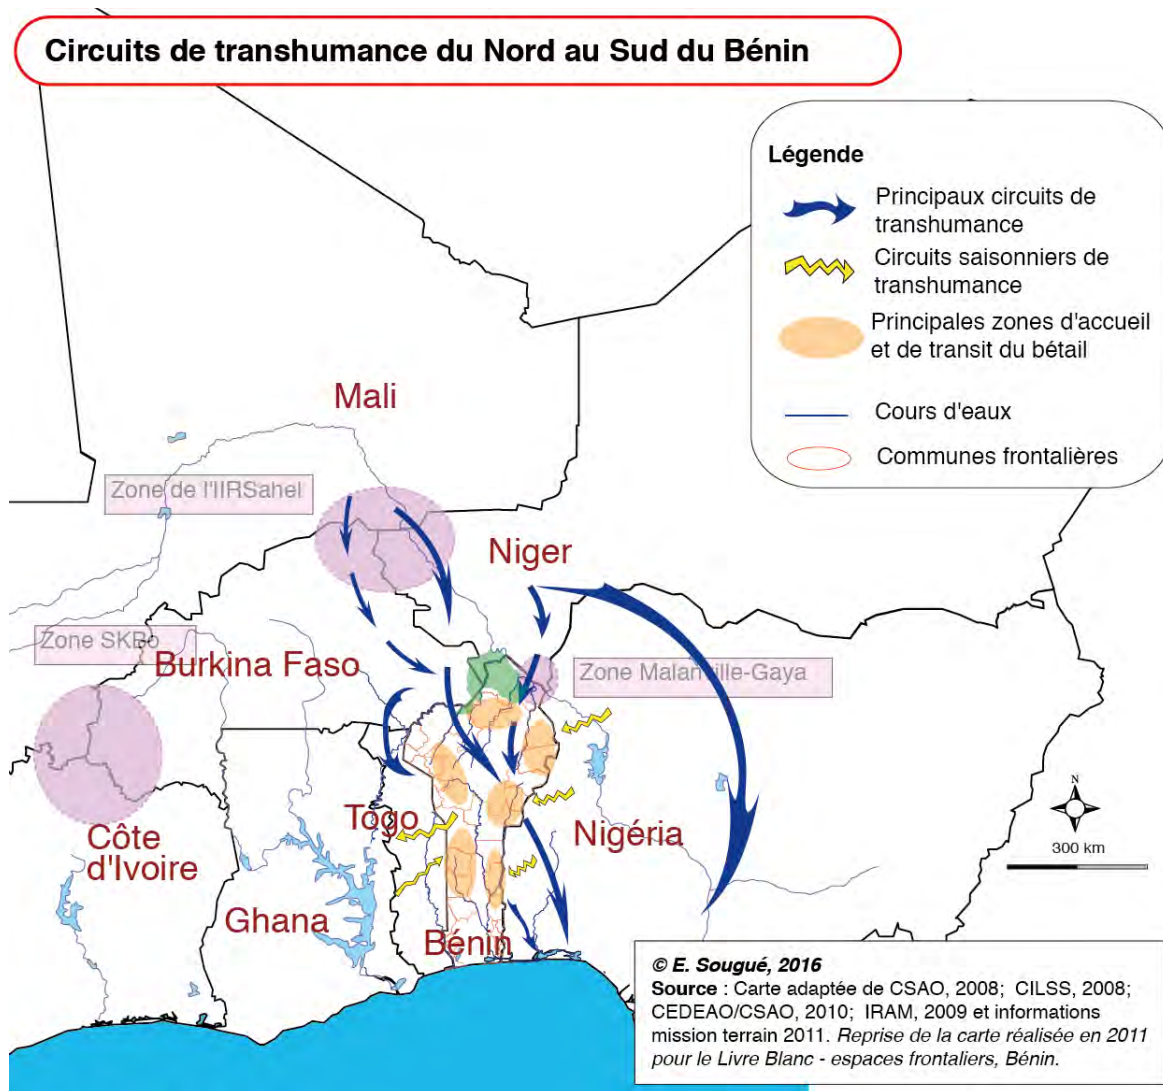 Circuits de transhumance du Nord au Sud du Bénin
Légende
Principaux circuits de
transhumance
Circuits saisonniers de
transhumance
Principales zones d'accueil
et de transit du bétail
Cours d'eaux
Communes frontalières
Mali
Zone de l'IIRSahel
Niger
Zone SKBo
Burkina Faso
Zone Malanville-Gaya
Togo
Nigéria
Côte
d'Ivoire
Ghana
Bénin
N
300 km
© E. Sougué, 2016
Source : Carte adaptée de CSAO, 2008; CILSS, 2008;
CEDEAO/CSAO, 2010; IRAM, 2009 et informations
mission terrain 2011. Reprise de la carte réalisée en 2011
pour le Livre Blanc - espaces frontaliers, Bénin.